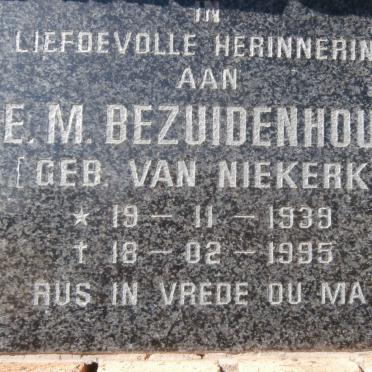 IN
LIEFDEVOLLE HERINNERIN
AAN
E. M. BEZUIDENHOU
[GEB. VAN NIEKERK
* 19 – 11 – 1939
† 18 – 02 – 1995
RUS IN VREDE OU MA